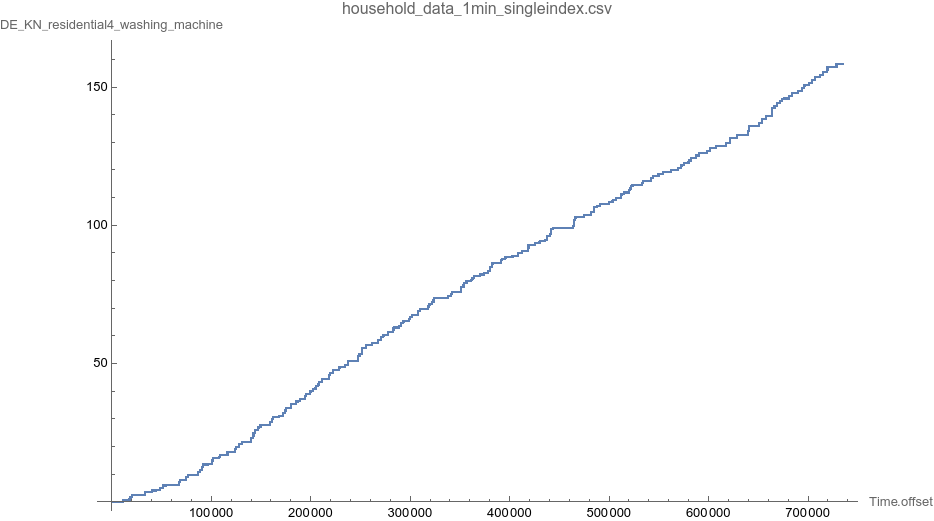 household_data_1min_singleindex.csv
DE_KN_residential4_washing_machine
150
100
50
100000 200000 300000 400000 500000 600000 700000
Time.offset